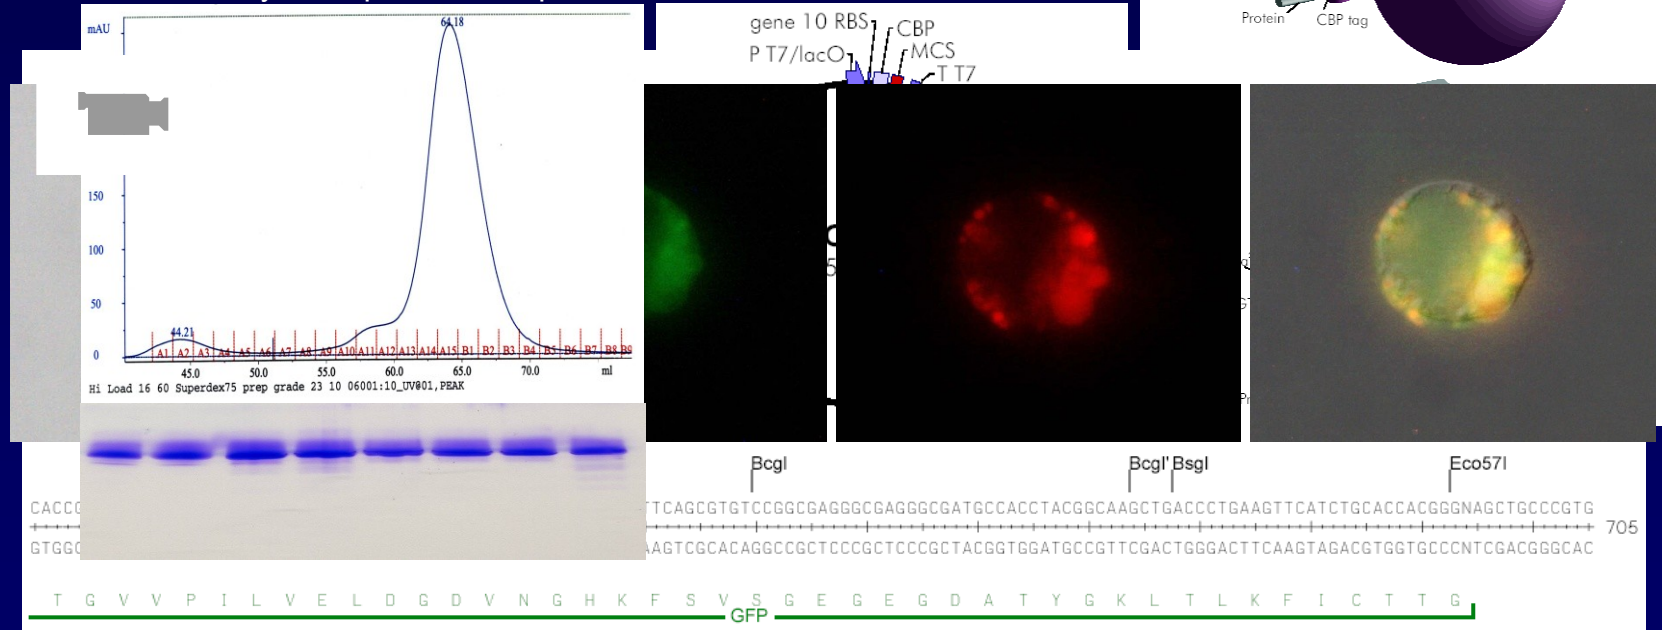 64.18
mAU
150
100
50
0
44.21
A1 A2 A3 A4 A5 A6 A7 A8 A9 A10 A11 A12 A13 A14 A15 B1 B2 B3 B4 B5 B6 B7 B8 B9
45.0 50.0 55.0 60.0 65.0 70.0 ml
Hi Load 16 60 Superdex75 prep grade 23 10 06001:10_UV@01,PEAK
gene 10 RBS
CBP
P T7/lacO
MCS
T T7
Protein
CBP tag
BcgI
BcgI' BsgI
Eco57I
CACC
TTCAGCGTGTCCGGCGAGGGCGAGGGCGATGCCACCTACGGCAAGCTGACCCTGAAGTTCATCTGCACCACGGGNAGCTGCCCGTG
705
GTGGC
AAGTCGCACAGGCCGCTCCCGCTCCCGCTACGGTGGATGCCGTTCGACTGGGACTTCAAGTAGACGTGGTGCCCNTCGACGGGCAC
T G V V P I L V E L D G D V N G H K F S V S G E G E G D A T Y G K L T L K F I C T T G
GFP